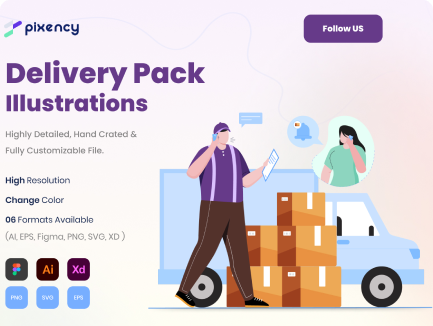 pixency
Follow US
Delivery Pack
Illustrations
Highly Detailed, Hand Crated &
Fully Customizable File.
High Resolution
Change Color
06 Formats Available
(AI, EPS, Figma, PNG, SVG, XD )
Ai
Xd
PNG
SVG
EPS